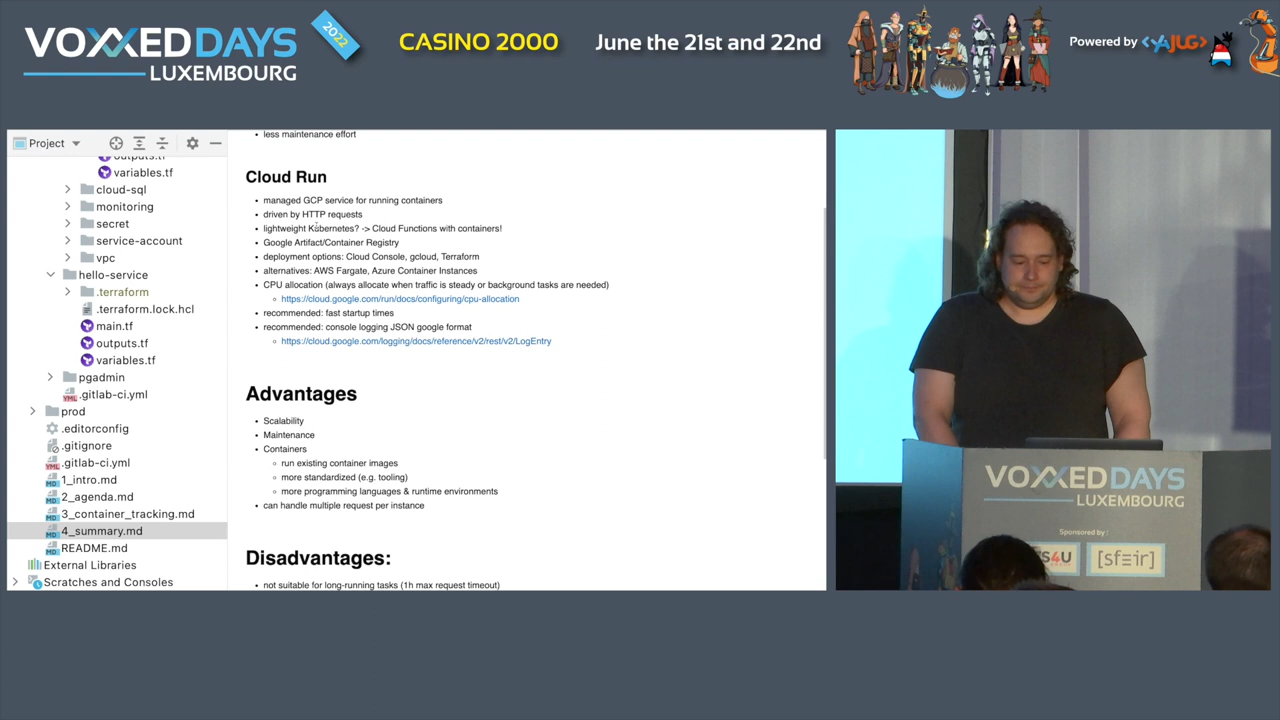 VOXXED DAYS
LUXEMBOURG
2022
CASINO 2000
June the 21st and 22nd
Powered by <YAJUG>
Project
outputs.tf
variables.tf
cloud-sql
monitoring
secret
service-account
vpc
hello-service
.terraform
.terraform.lock.hcl
main.tf
outputs.tf
variables.tf
pgadmin
.gitlab-ci.yml
prod
.editorconfig
.gitignore
.gitlab-ci.yml
1_intro.md
2_agenda.md
3_container_tracking.md
4_summary.md
README.md
External Libraries
Scratches and Consoles
less maintenance effort
Cloud Run
managed GCP service for running containers
driven by HTTP requests
lightweight Kubernetes? -> Cloud Functions with containers!
Google Artifact/Container Registry
deployment options: Cloud Console, gcloud, Terraform
alternatives: AWS Fargate, Azure Container Instances
CPU allocation (always allocate when traffic is steady or background tasks are needed)
https://cloud.google.com/run/docs/configuring/cpu-allocation
recommended: fast startup times
recommended: console logging JSON google format
https://cloud.google.com/logging/docs/reference/v2/rest/v2/LogEntry
Advantages
Scalability
Maintenance
Containers
run existing container images
more standardized (e.g. tooling)
more programming languages & runtime environments
can handle multiple request per instance
Disadvantages:
not suitable for long-running tasks (1h max request timeout)
VOXXED DAYS
LUXEMBOURG
Sponsored by :
[sfeir]